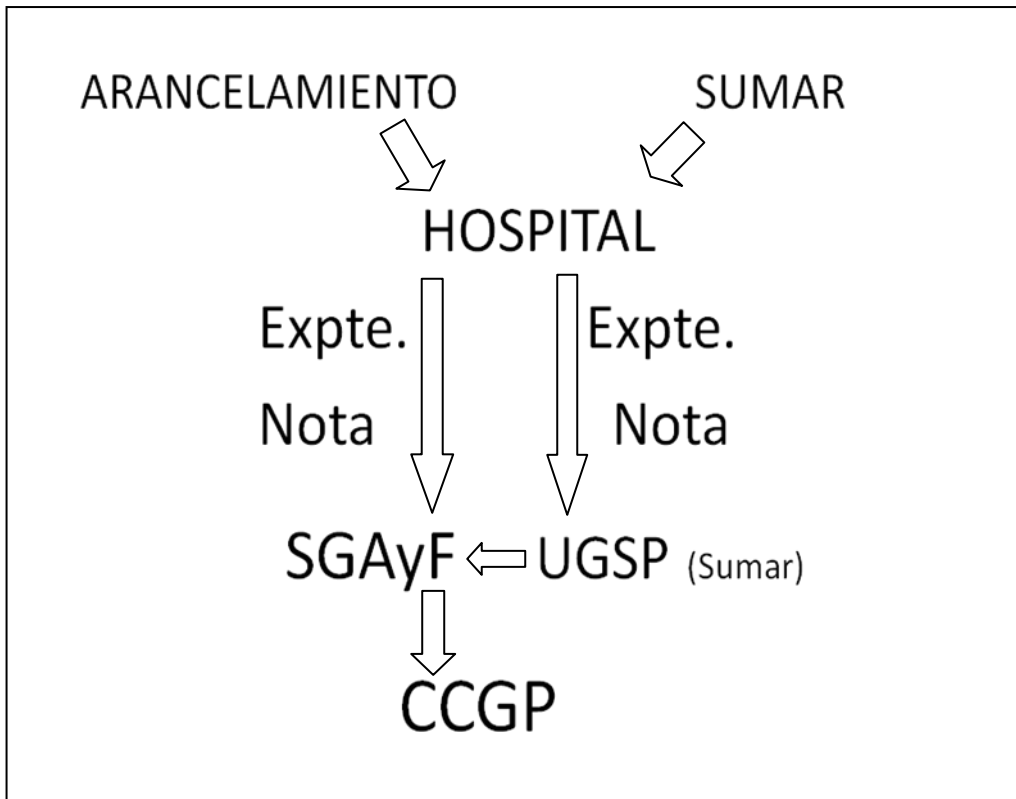 ARANCELAMIENTO SUMAR
HOSPITAL
Expte. Expte.
Nota Nota
SGAyF UGSP (Sumar)
CCGP